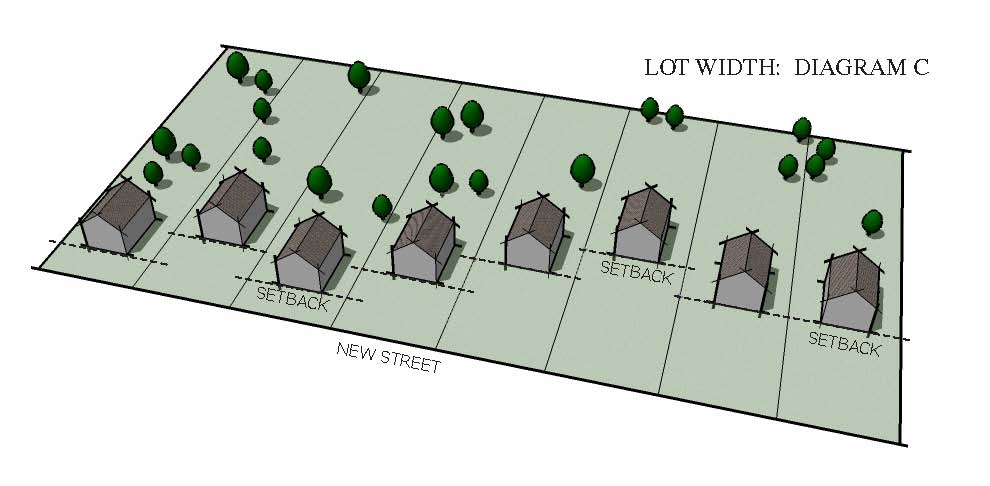 LOT WIDTH: DIAGRAM C
SETBACK
SETBACK
SETBACK
NEW STREET